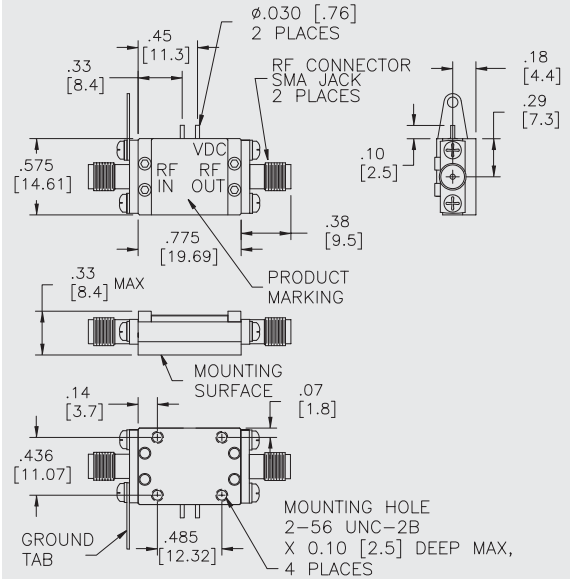 ø.030 [.76]
2 PLACES
.45
[11.3]
.33
[8.4]
RF CONNECTOR
SMA JACK
2 PLACES
.18
[4.4]
.29
[7.3]
.10
[2.5]
.575
[14.61]
VDC
RF
IN
RF
OUT
.775
[19.69]
.38
[9.5]
PRODUCT
MARKING
.33
[8.4] MAX
MOUNTING
SURFACE
.14
[3.7]
.07
[1.8]
.436
[11.07]
GROUND
TAB
.485
[12.32]
MOUNTING HOLE
2-56 UNC-2B
X 0.10 [2.5] DEEP MAX,
4 PLACES